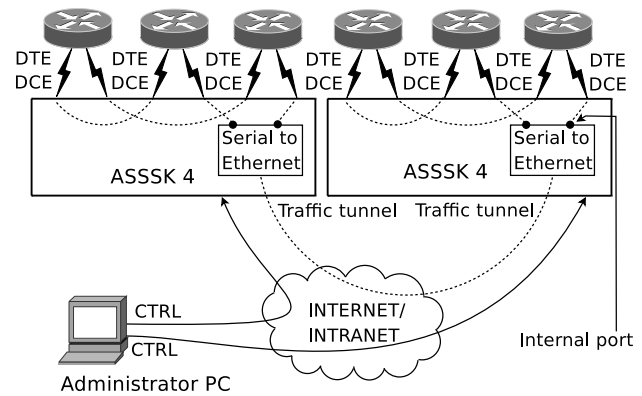 DTE DTE DTE DTE DTE DTE
DCE DCE DCE DCE DCE DCE
Serial to
Ethernet
ASSSK 4
Serial to
Ethernet
ASSSK 4
Traffic tunnel Traffic tunnel
CTRL
INTERNET/
INTRANET
CTRL
Internal port
Administrator PC